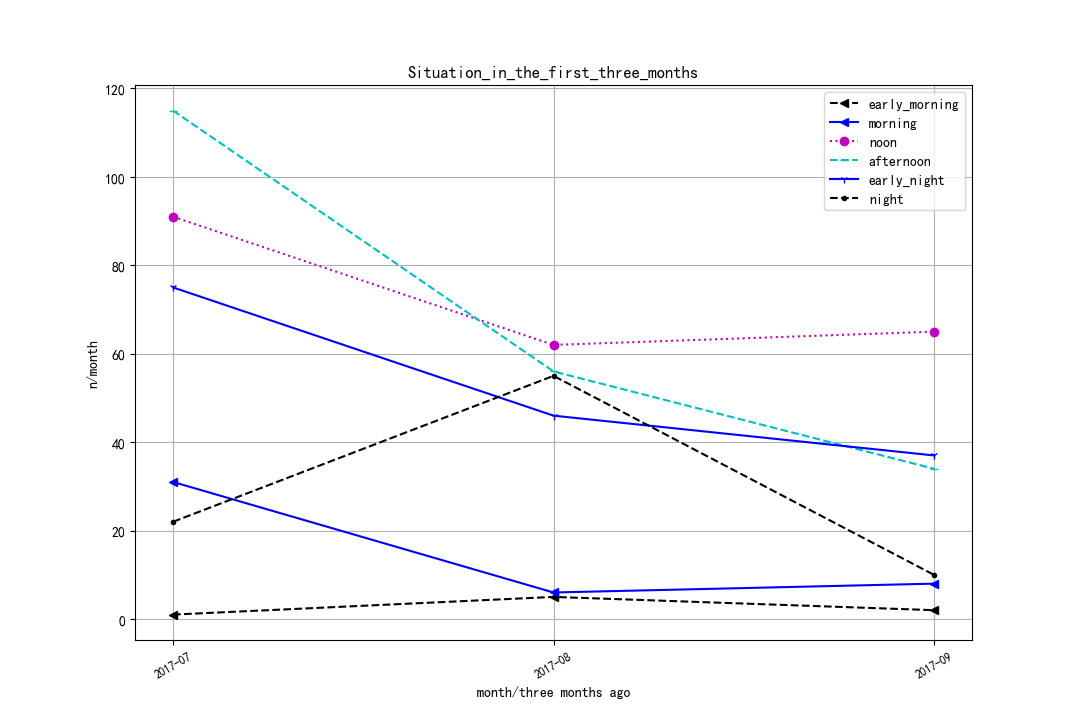 Situation_in_the_first_three_months
120
100
80
60
40
20
0
n/month
early_morning
morning
noon
afternoon
early_night
night
2017-07
2017-08
2017-09
month/three months ago